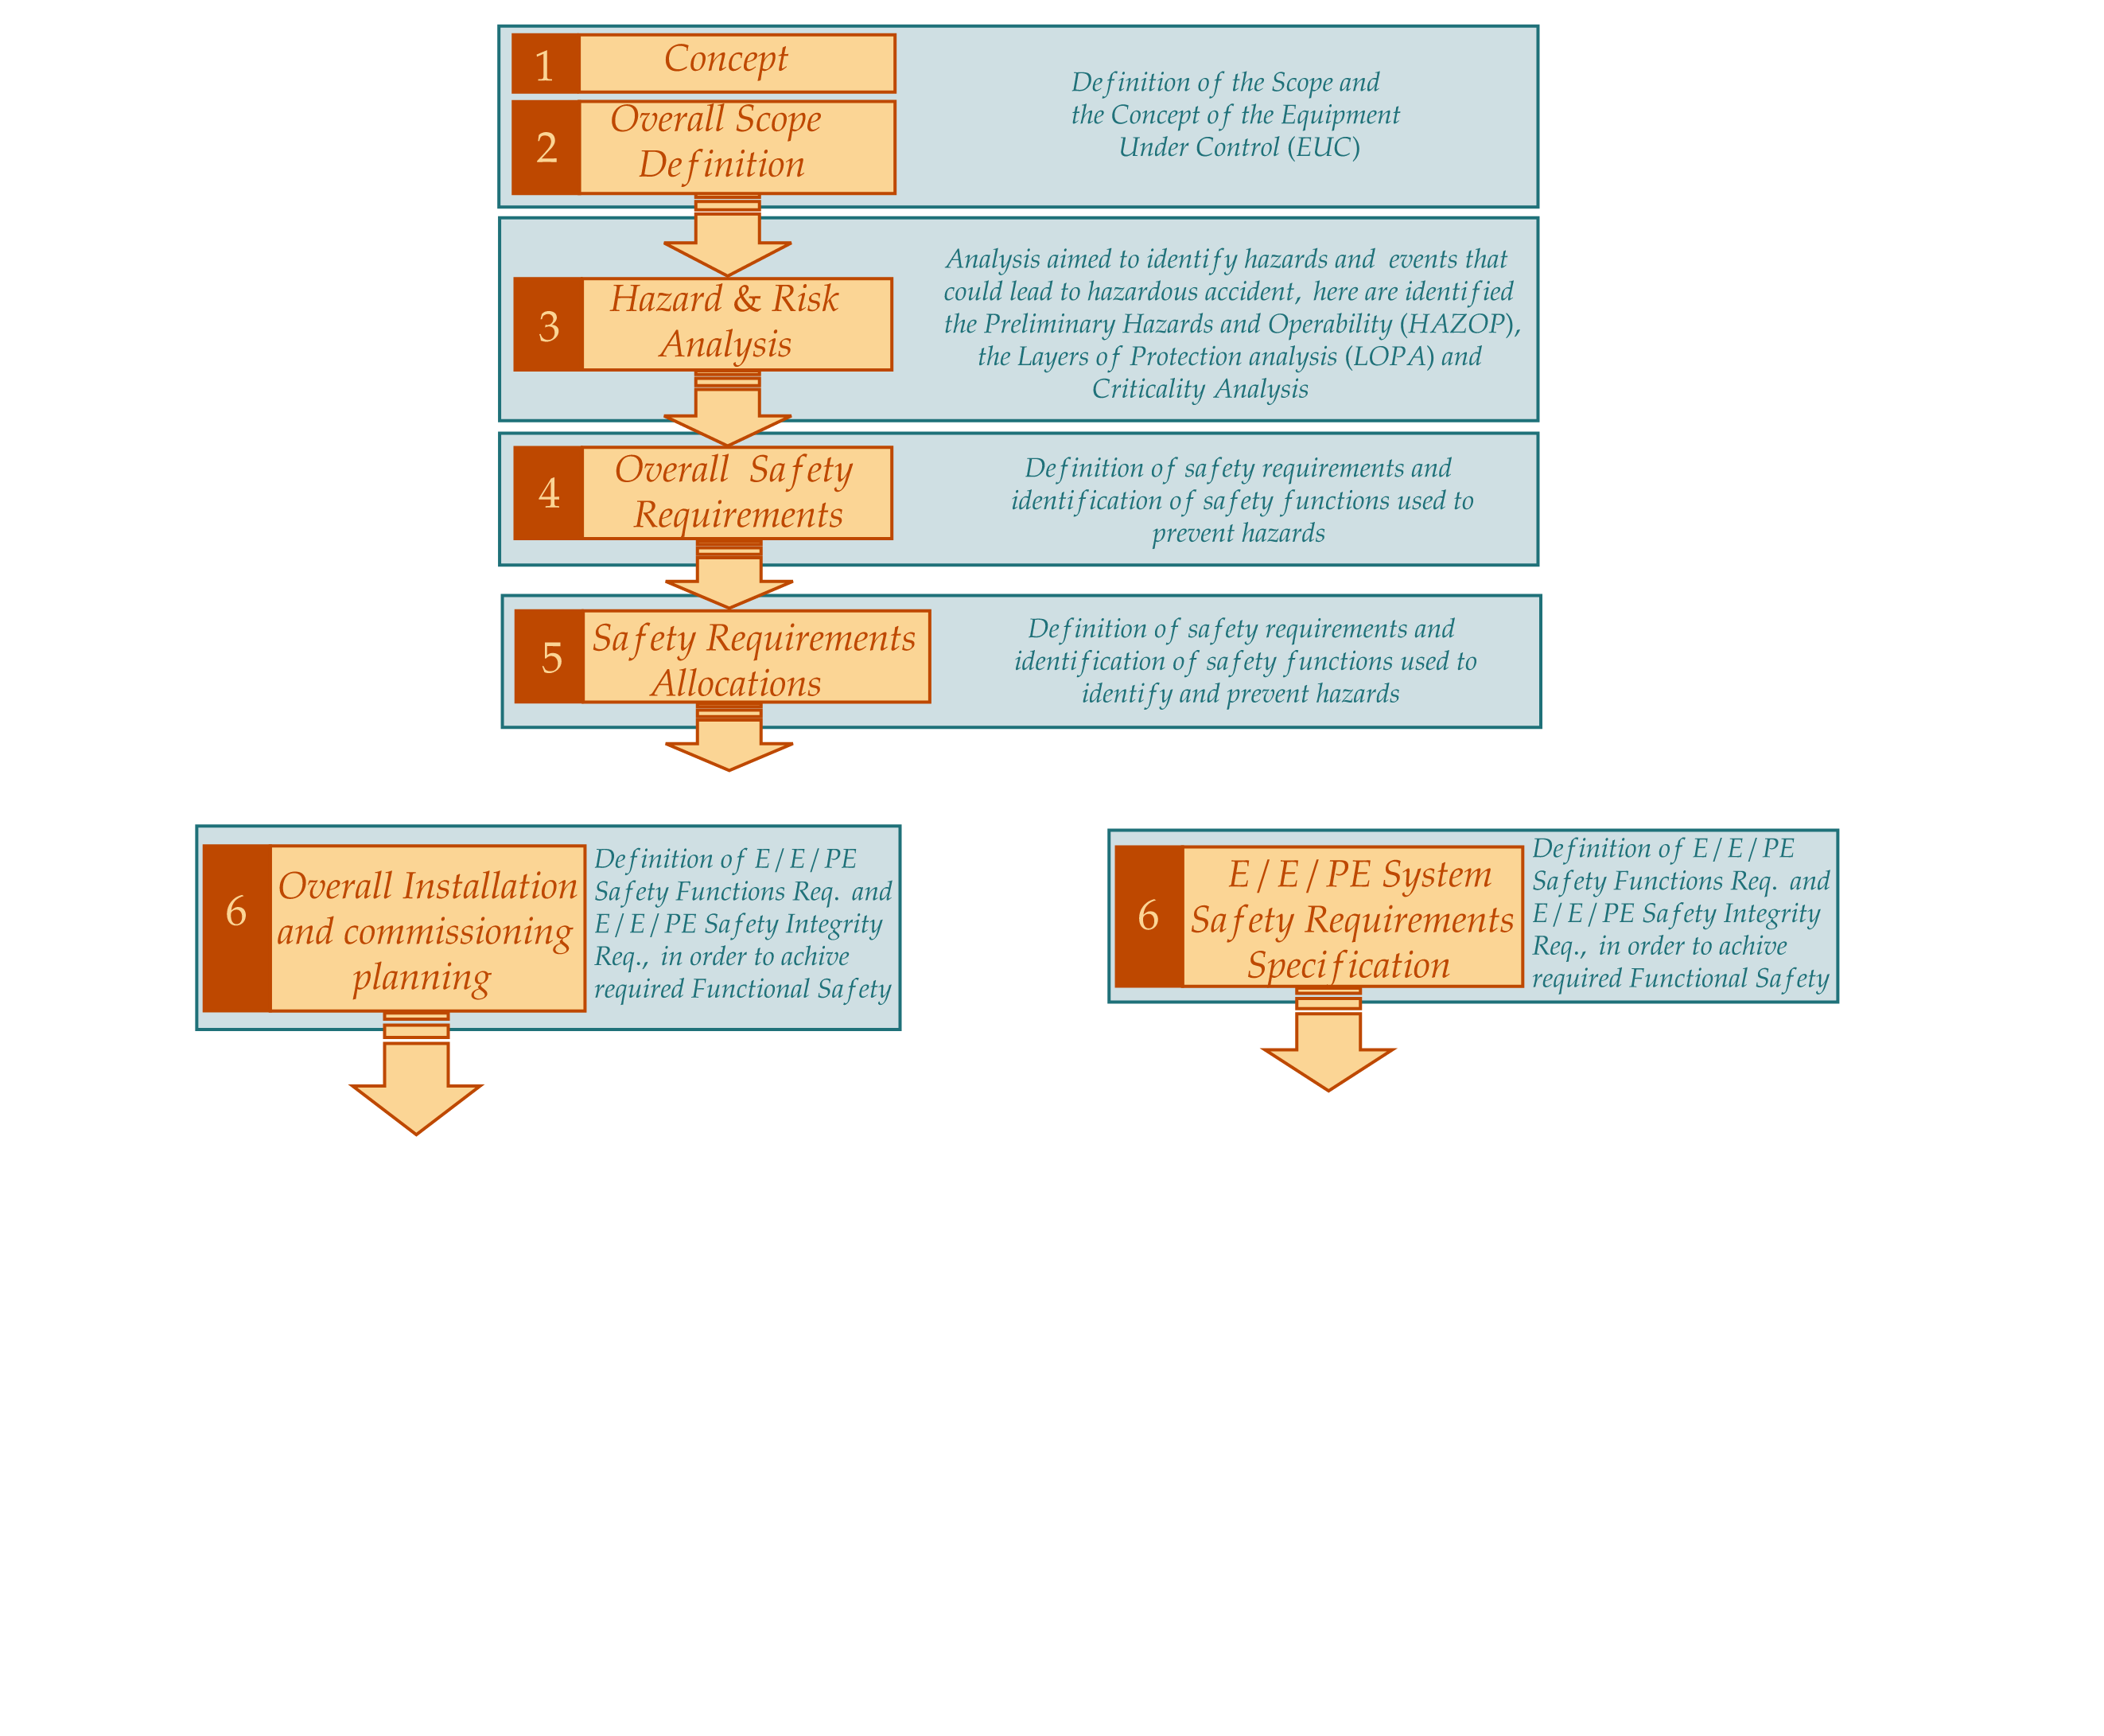 1
Concept
2
Overall Scope
Definition
Definition of the Scope and
the Concept of the Equipment
Under Control (EUC)
3
Hazard & Risk
Analysis
Analysis aimed to identify hazards and events that
could lead to hazardous accident, here are identified
the Preliminary Hazards and Operability (HAZOP),
the Layers of Protection analysis (LOPA) and
Criticality Analysis
4
Overall Safety
Requirements
Definition of safety requirements and
identification of safety functions used to
prevent hazards
5
Safety Requirements
Allocations
Definition of safety requirements and
identification of safety functions used to
identify and prevent hazards
6
Overall Installation
and commissioning
planning
Definition of E/E/PE
Safety Functions Req. and
E/E/PE Safety Integrity
Req., in order to achive
required Functional Safety
6
E/E/PE System
Safety Requirements
Specification
Definition of E/E/PE
Safety Functions Req. and
E/E/PE Safety Integrity
Req., in order to achive
required Functional Safety